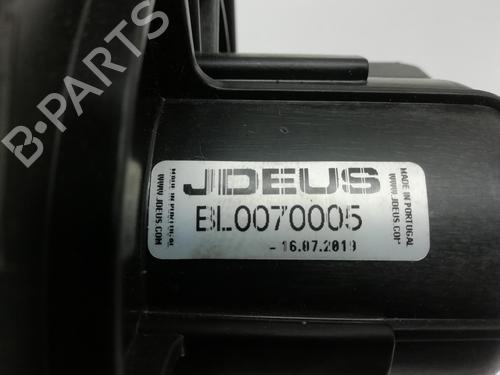 B-PARTS
MADE IN PORTUGAL
WWW.JDEUS.COM
JDEUS
BL0070005
- 16.07.2019
MADE IN PORTUGAL
WWW.JDEUS.COM